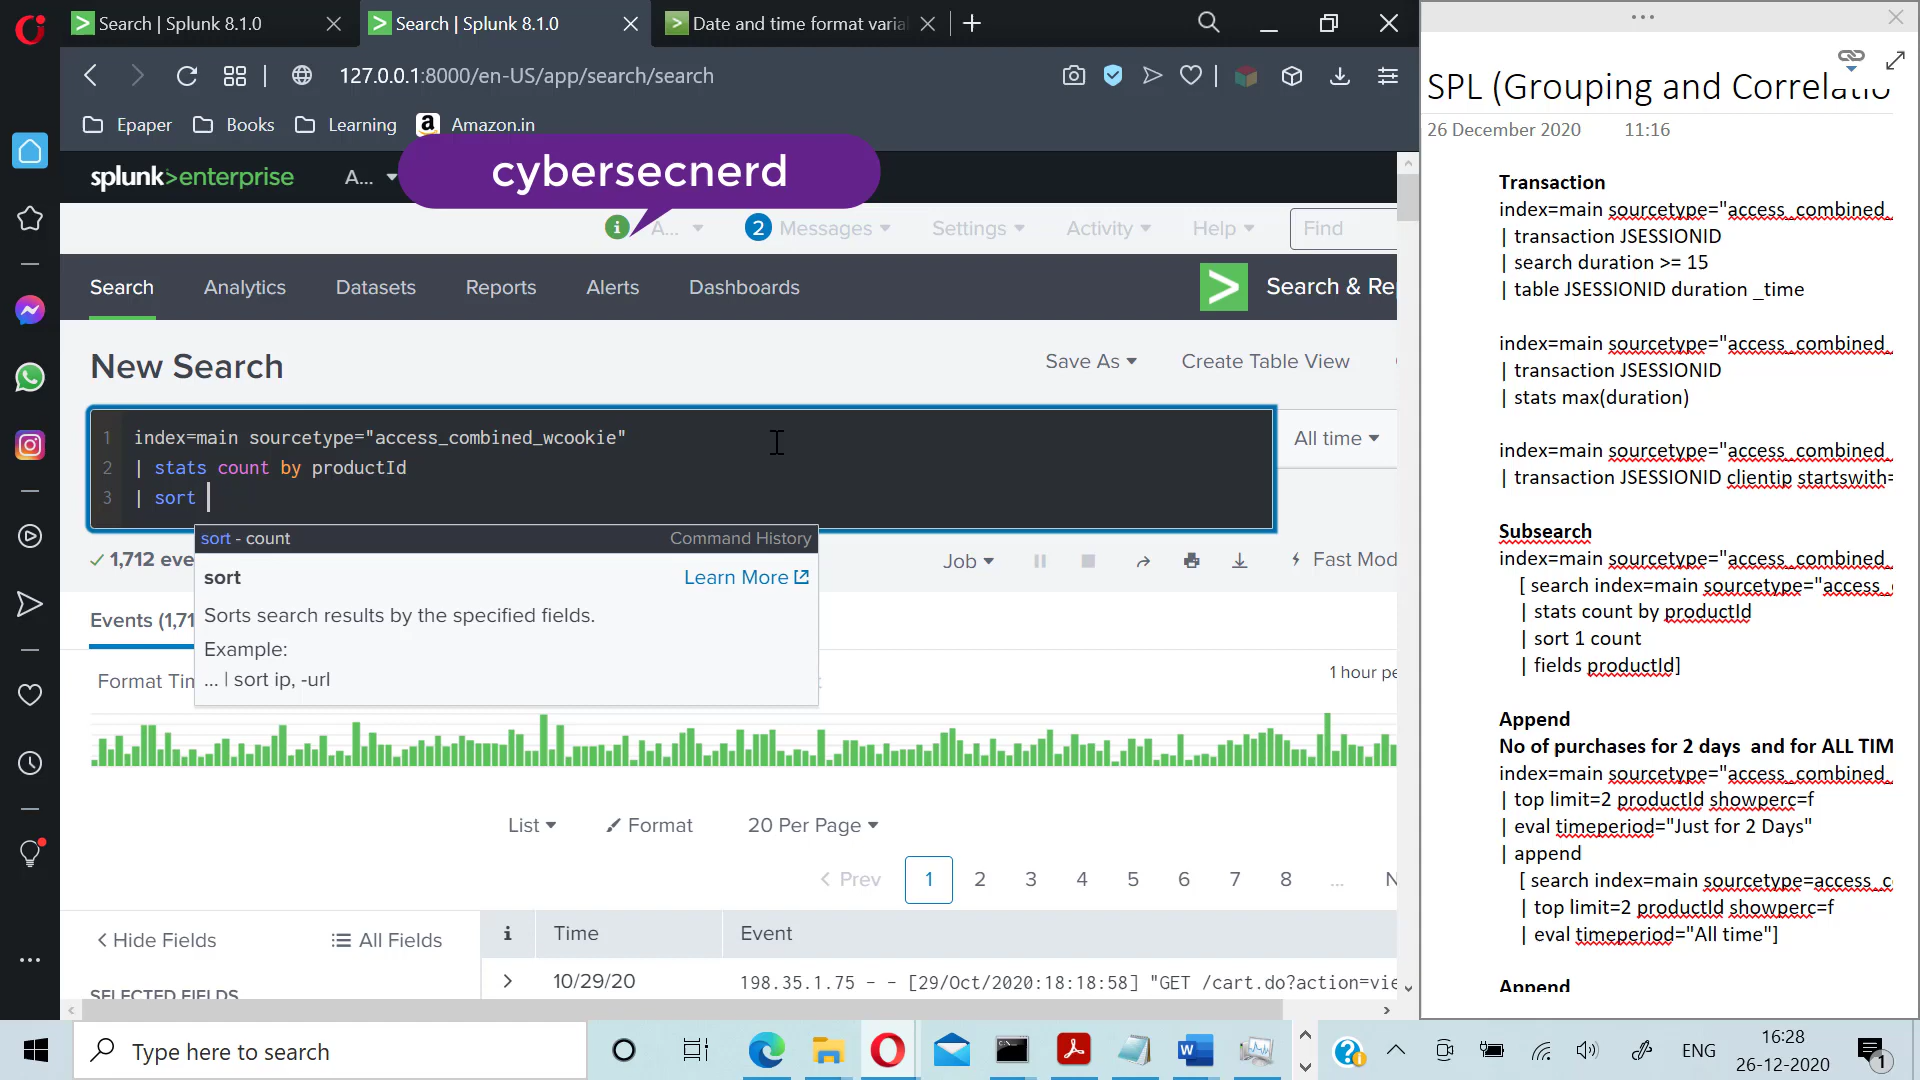 Search | Splunk 8.1.0
Search | Splunk 8.1.0
Date and time format varia
127.0.0.1:8000/en-US/app/search/search
Epaper
Books
Learning
Amazon.in
cybersecnerd
splunk>enterprise
A...
A...
2
Messages
Settings
Activity
Help
Find
Search
Analytics
Datasets
Reports
Alerts
Dashboards
Search & Re
New Search
Save As
Create Table View
1 index=main sourcetype="access_combined_wcookie"
2 | stats count by productId
3 | sort
All time
sort - count
Command History
sort
Learn More
Sorts search results by the specified fields.
Example:
... | sort ip, -url
1,712 eve
Job
Fast Mod
Events (1,71
Format Tim
1 hour pe
List
Format
20 Per Page
Prev
1 2 3 4 5 6 7 8 ... N
Hide Fields
All Fields
i
Time
Event
10/29/20
198.35.1.75 - - [29/Oct/2020:18:18:58] "GET /cart.do?action=vie
SELECTED FIELDS
SPL (Grouping and Correlatio
26 December 2020 11:16
Transaction
index=main sourcetype="access_combined_
| transaction JSESSIONID
| search duration >= 15
| table JSESSIONID duration _time
index=main sourcetype="access_combined_
| transaction JSESSIONID
| stats max(duration)
index=main sourcetype="access_combined_
| transaction JSESSIONID clientip startswith=
Subsearch
index=main sourcetype="access_combined_
[ search index=main sourcetype="access_
| stats count by productId
| sort 1 count
| fields productId]
Append
No of purchases for 2 days and for ALL TIM
index=main sourcetype="access_combined_
| top limit=2 productId showperc=f
| eval timeperiod="Just for 2 Days"
| append
[ search index=main sourcetype=access_c
| top limit=2 productId showperc=f
| eval timeperiod="All time"]
Append
Type here to search
ENG
16:28
26-12-2020
1